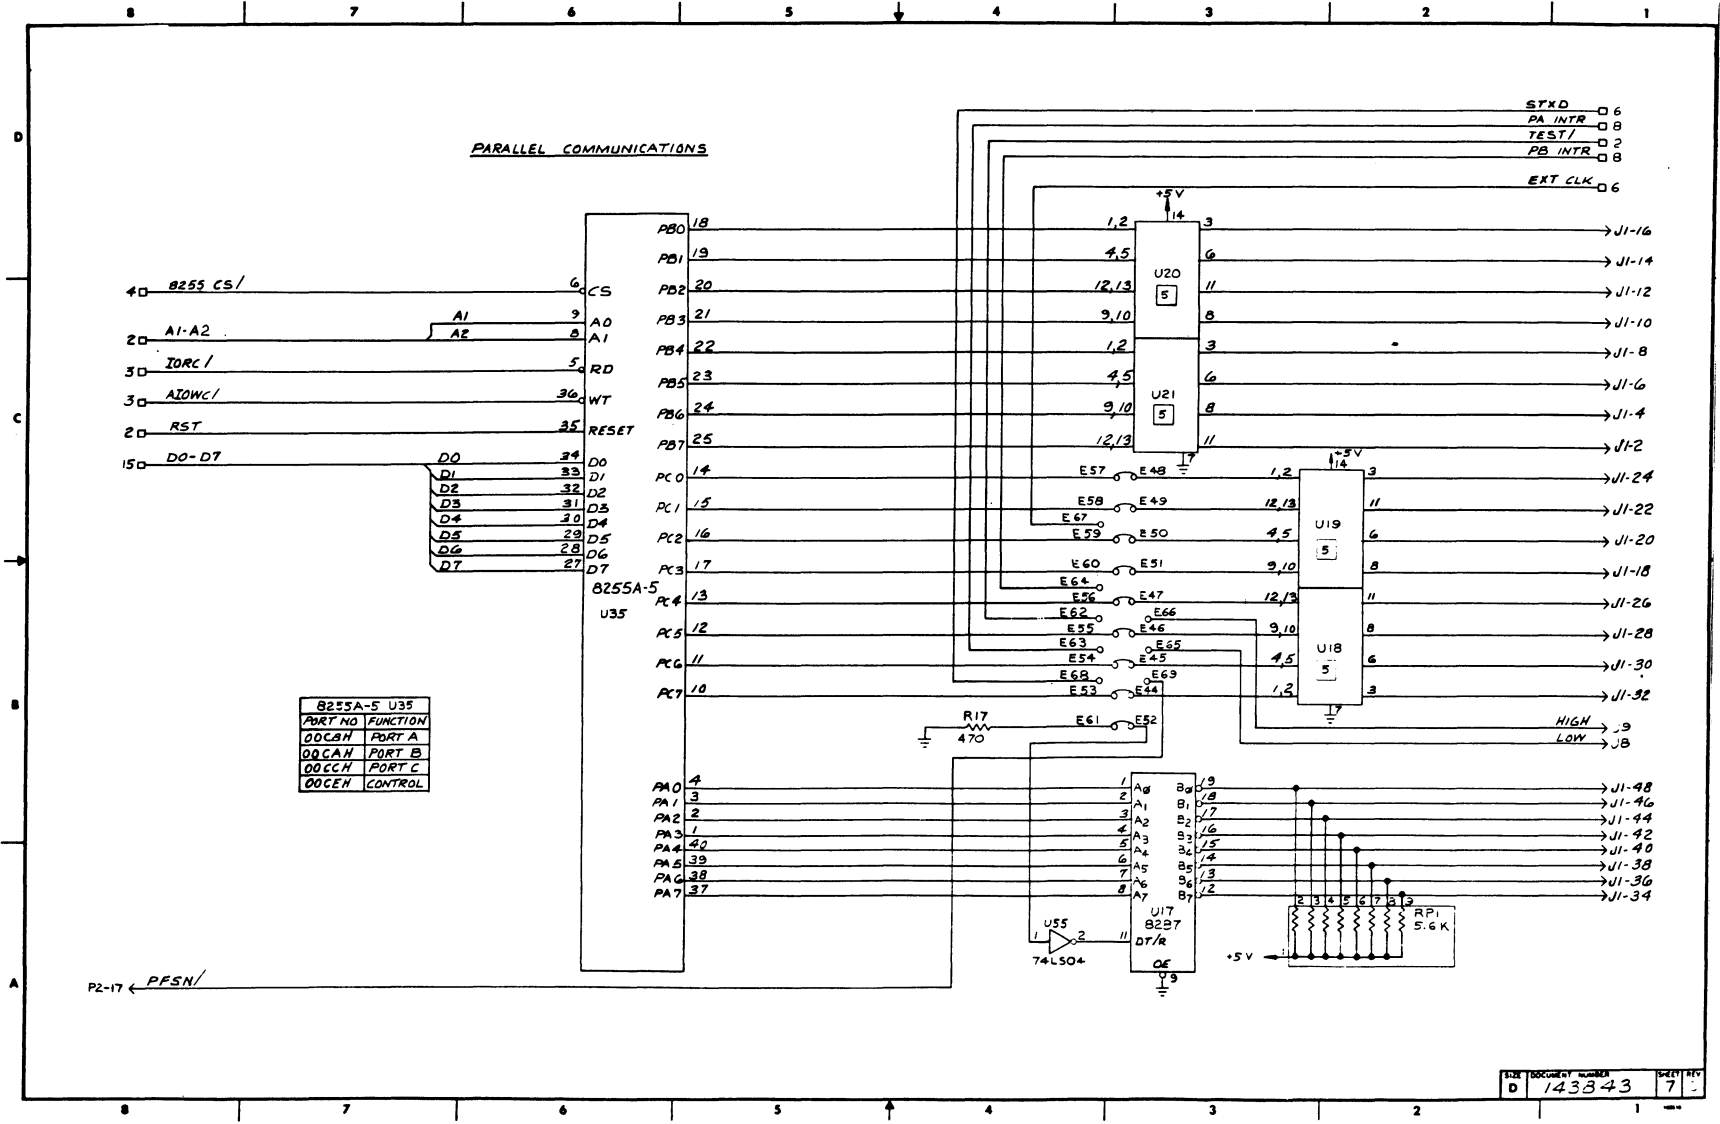 8 7 6 5 4 3 2 1
D
C
B
A
PARALLEL COMMUNICATIONS
STXD 6
PA INTR 8
TEST/ 2
PB INTR 8
EXT CLK 6
4 8255 CS/ 6 CS
A1 9 A0
2 A1-A2 A2 8 A1
3 IORC/ 5 RD
3 AIOWC/ 36 WT
2 RST 35 RESET
15 D0-D7 D0 34 D0
D1 33 D1
D2 32 D2
D3 31 D3
D4 30 D4
D5 29 D5
D6 28 D6
D7 27 D7
8255A-5
U35
+5V
14
PB0 18 1,2 3 J1-16
PB1 19 4,5 6 J1-14
U20
5
PB2 20 12,13 11 J1-12
PB3 21 9,10 8 J1-10
PB4 22 1,2 3 J1-8
PB5 23 4,5 6 J1-6
U21
5
PB6 24 9,10 8 J1-4
PB7 25 12,13 11 J1-2
7
+5V
14
PC0 14 E57 E48 1,2 3 J1-24
PC1 15 E58 E49 12,13 11 J1-22
E67
U19
5
PC2 16 E59 E50 4,5 6 J1-20
PC3 17 E60 E51 9,10 8 J1-18
E64
PC4 13 E56 E47 12,13 11 J1-26
E62 E66
PC5 12 E55 E46 9,10 8 J1-28
E63 E65
U18
5
PC6 11 E54 E45 4,5 6 J1-30
E68 E69
PC7 10 E53 E44 1,2 3 J1-32
7
R17
470
E61 E52
HIGH
LOW
8255A-5 U35
PORT NO FUNCTION
00C8H PORT A
00CAH PORT B
00CCH PORT C
00CEH CONTROL
PA0 4 1 A0 B0 19 J1-48
PA1 3 2 A1 B1 18 J1-46
PA2 2 3 A2 B2 17 J1-44
PA3 1 4 A3 B3 16 J1-42
PA4 40 5 A4 B4 15 J1-40
PA5 39 6 A5 B5 14 J1-38
PA6 38 7 A6 B6 13 J1-36
PA7 37 8 A7 B7 12 J1-34
U17
8287
U55
1 2 11 DT/R
74LS04
OE
9
2 3 4 5 6 7 8 9
RP1
5.6K
+5V 1
P2-17 PFSN/
SIZE DOCUMENT NUMBER SHEET REV
D 143843 7
8 7 6 5 4 3 2 1